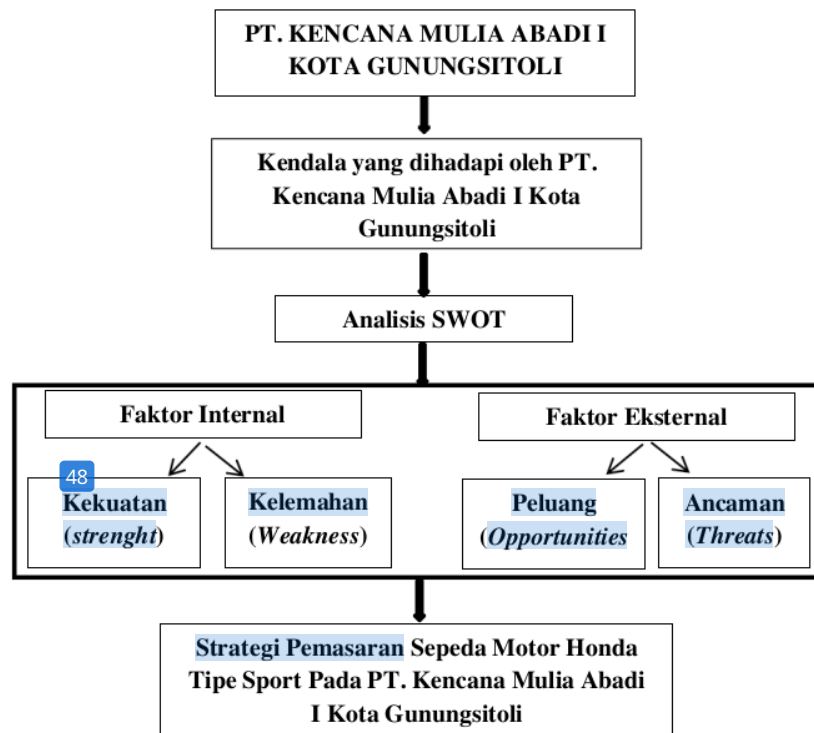 PT. KENCANA MULIA ABADI I
KOTA GUNUNGSITOLI
Kendala yang dihadapi oleh PT.
Kencana Mulia Abadi I Kota
Gunungsitoli
Analisis SWOT
Faktor Internal
Faktor Eksternal
48
Kekuatan
(strenght)
Kelemahan
(Weakness)
Peluang
(Opportunities
Ancaman
(Threats)
Strategi Pemasaran Sepeda Motor Honda
Tipe Sport Pada PT. Kencana Mulia Abadi
I Kota Gunungsitoli